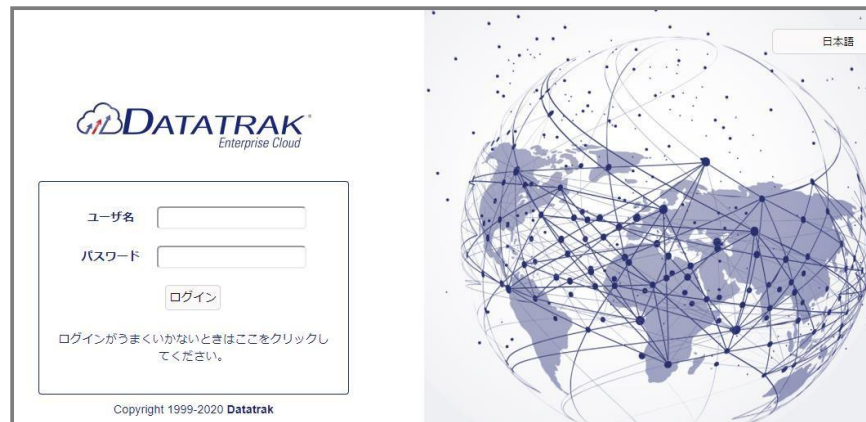 日本語
DATATRAK
Enterprise Cloud
ユーザ名
パスワード
ログイン
ログインがうまくいかないときはここをクリックし
てください。
Copyright 1999-2020 Datatrak